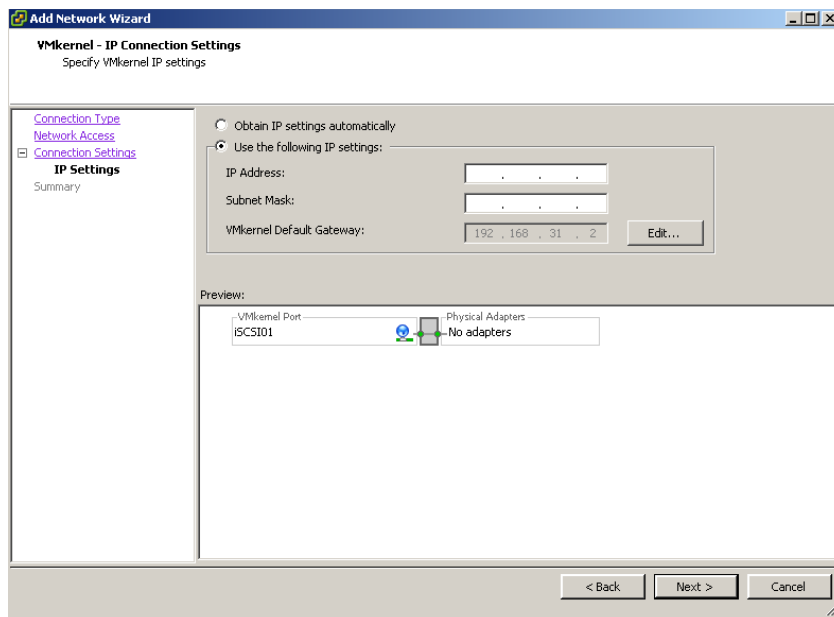 Add Network Wizard
VMkernel - IP Connection Settings
Specify VMkernel IP settings
Connection Type
Network Access
Connection Settings
IP Settings
Summary
Obtain IP settings automatically
Use the following IP settings:
IP Address: . . .
Subnet Mask: . . .
VMkernel Default Gateway: 192 . 168 . 31 . 2 Edit...
Preview:
VMkernel Port Physical Adapters
iSCSI01 No adapters
< Back Next > Cancel